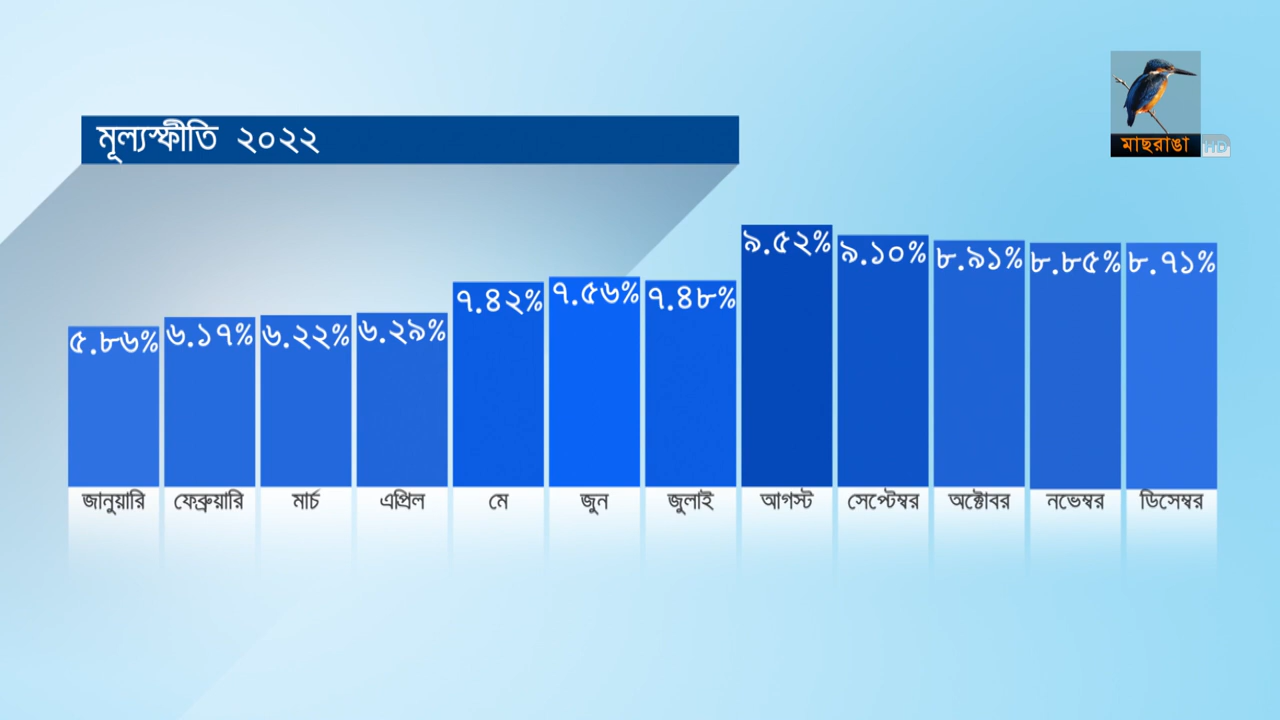 মূল্যস্ফীতি ২০২২
মাছরাঙা HD
৫.৮৬% ৬.১৭% ৬.২২% ৬.২৯% ৭.৪২% ৭.৫৬% ৭.৪৮% ৯.৫২% ৯.১০% ৮.৯১% ৮.৮৫% ৮.৭১%
জানুয়ারি ফেব্রুয়ারি মার্চ এপ্রিল মে জুন জুলাই আগস্ট সেপ্টেম্বর অক্টোবর নভেম্বর ডিসেম্বর